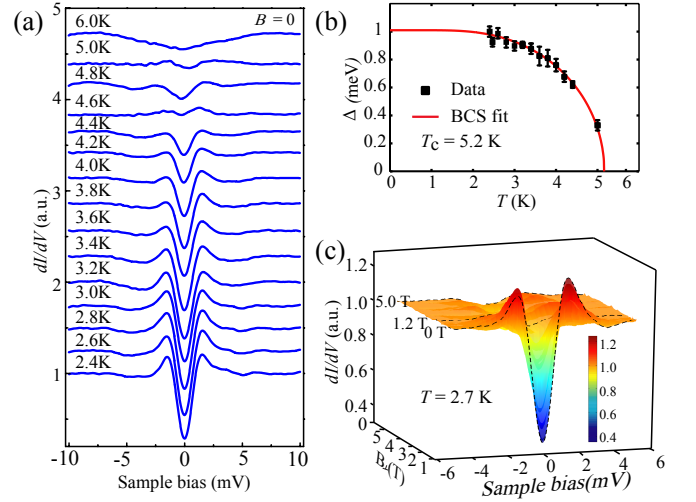 (a)
B = 0
6.0K
5.0K
4.8K
4.6K
4.4K
4.2K
4.0K
3.8K
3.6K
3.4K
3.2K
3.0K
2.8K
2.6K
2.4K
5
4
3
2
1
dI/dV (a.u.)
-10
-5
0
5
10
Sample bias (mV)
(b)
1.2
1
0.8
0.6
0.4
0.2
0
Δ (meV)
Data
BCS fit
Tc = 5.2 K
0
1
2
3
4
5
6
T (K)
(c)
1.2
1.0
0.8
0.6
0.4
0
dI/dV (a.u.)
5.0 T
1.2 T
0 T
T = 2.7 K
1.2
1.0
0.8
0.6
0.4
5
4
3
2
1
B⊥(T)
-6
-4
-2
0
2
4
6
Sample bias(mV)